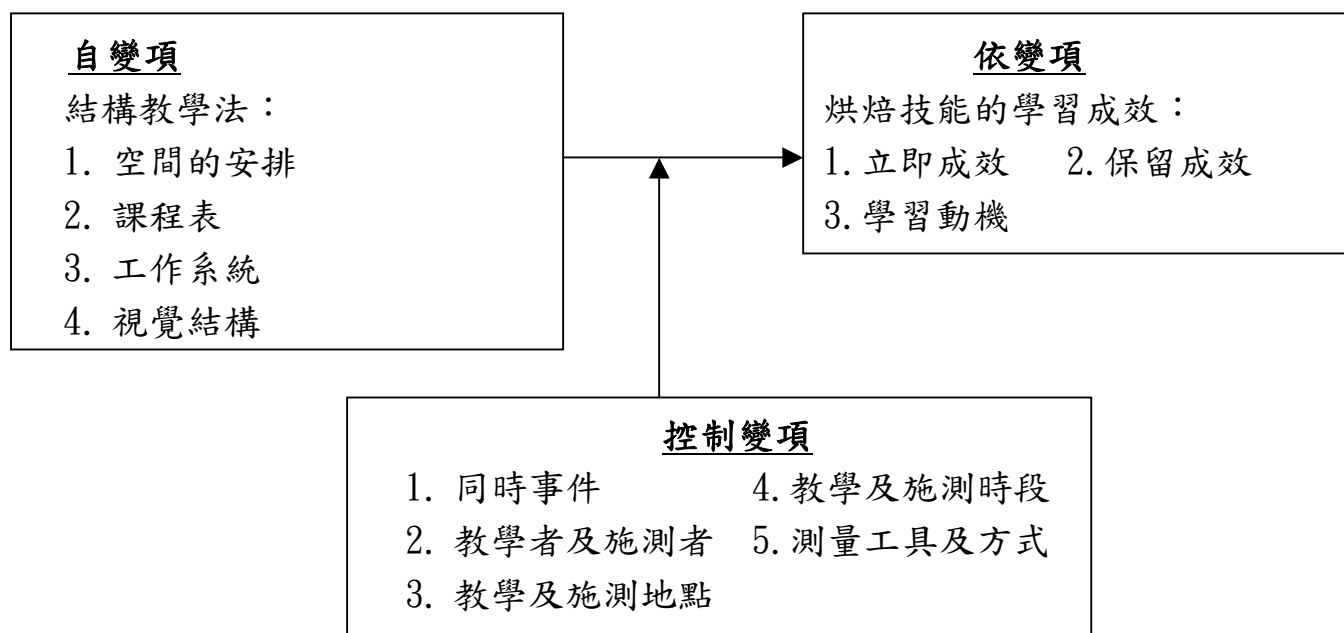 自變項
結構教學法：
1. 空間的安排
2. 課程表
3. 工作系統
4. 視覺結構
依變項
烘焙技能的學習成效：
1.立即成效 2.保留成效
3.學習動機
控制變項
1. 同時事件 4.教學及施測時段
2. 教學者及施測者 5.測量工具及方式
3. 教學及施測地點